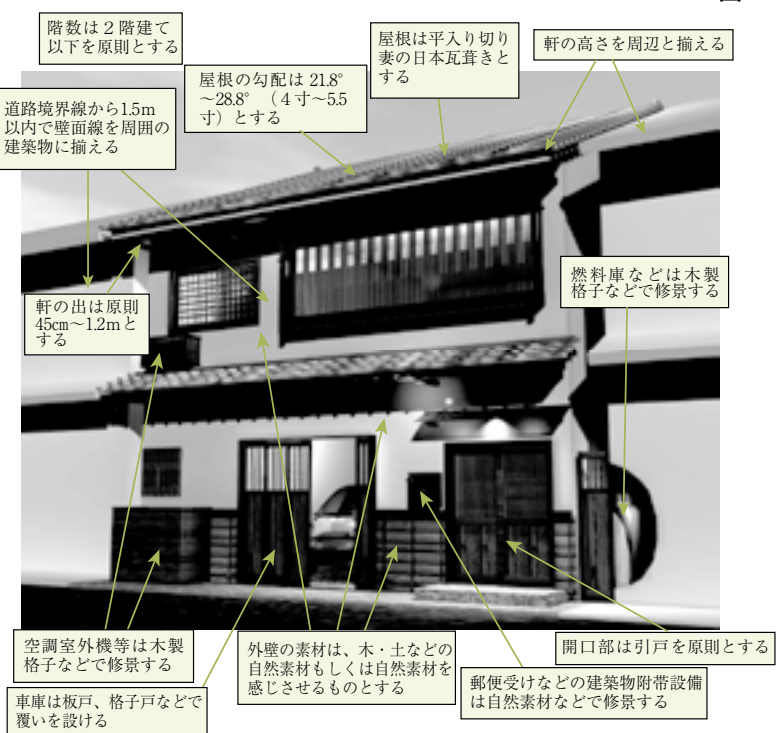 階数は２階建て
以下を原則とする
屋根は平入り切り
妻の日本瓦葺きと
する
軒の高さを周辺と揃える
屋根の勾配は 21.8°
～28.8° （４寸～5.5
寸）とする
道路境界線から1.5m
以内で壁面線を周囲の
建築物に揃える
燃料庫などは木製
格子などで修景する
軒の出は原則
45㎝～1.2mと
する
空調室外機等は木製
格子などで修景する
外壁の素材は、木・土などの
自然素材もしくは自然素材を
感じさせるものとする
開口部は引戸を原則とする
郵便受けなどの建築物附帯設備
は自然素材などで修景する
車庫は板戸、格子戸などで
覆いを設ける